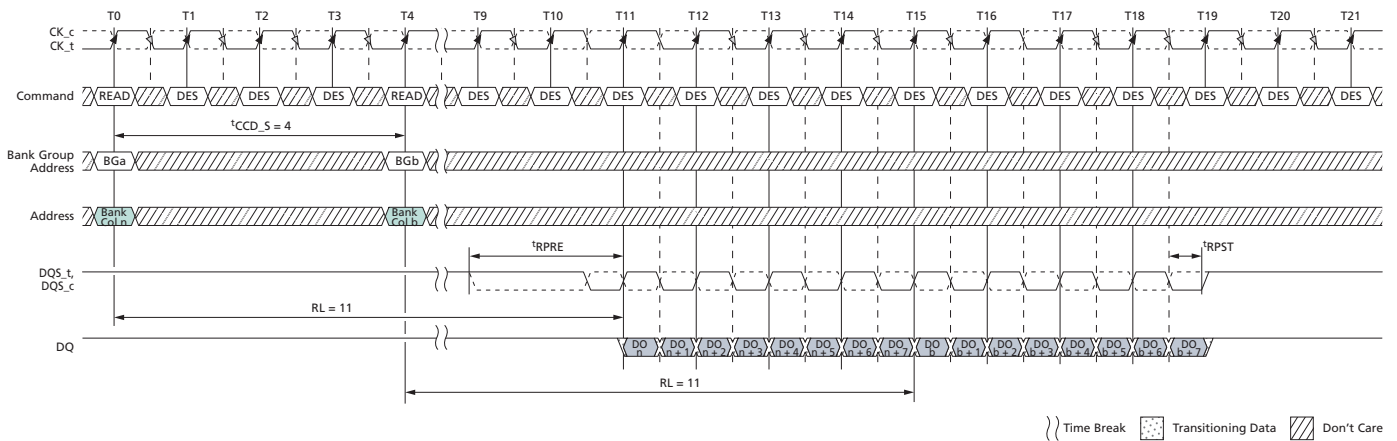 T0 T1 T2 T3 T4 T9 T10 T11 T12 T13 T14 T15 T16 T17 T18 T19 T20 T21
CK_c
CK_t
Command READ DES DES DES READ DES DES DES DES DES DES DES DES DES DES DES DES DES
tCCD_S = 4
Bank Group
Address
BGa BGb
Address
Bank
Col n
Bank
Col b
tRPRE tRPST
DQS_t,
DQS_c
RL = 11
DQ
DO
n
DO
n + 1
DO
n + 2
DO
n + 3
DO
n + 4
DO
n + 5
DO
n + 6
DO
n + 7
DO
b
DO
b + 1
DO
b + 2
DO
b + 3
DO
b + 4
DO
b + 5
DO
b + 6
DO
b + 7
RL = 11
Time Break Transitioning Data Don't Care